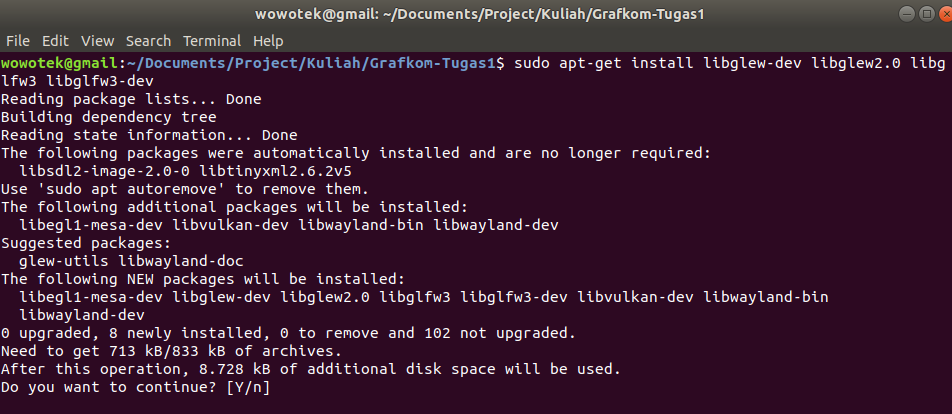 wowotek@gmail: ~/Documents/Project/Kuliah/Grafkom-Tugas1
File Edit View Search Terminal Help
wowotek@gmail:~/Documents/Project/Kuliah/Grafkom-Tugas1$ sudo apt-get install libglew-dev libglew2.0 libg
lfw3 libglfw3-dev
Reading package lists... Done
Building dependency tree
Reading state information... Done
The following packages were automatically installed and are no longer required:
  libsdl2-image-2.0-0 libtinyxml2.6.2v5
Use 'sudo apt autoremove' to remove them.
The following additional packages will be installed:
  libegl1-mesa-dev libvulkan-dev libwayland-bin libwayland-dev
Suggested packages:
  glew-utils libwayland-doc
The following NEW packages will be installed:
  libegl1-mesa-dev libglew-dev libglew2.0 libglfw3 libglfw3-dev libvulkan-dev libwayland-bin
  libwayland-dev
0 upgraded, 8 newly installed, 0 to remove and 102 not upgraded.
Need to get 713 kB/833 kB of archives.
After this operation, 8.728 kB of additional disk space will be used.
Do you want to continue? [Y/n]